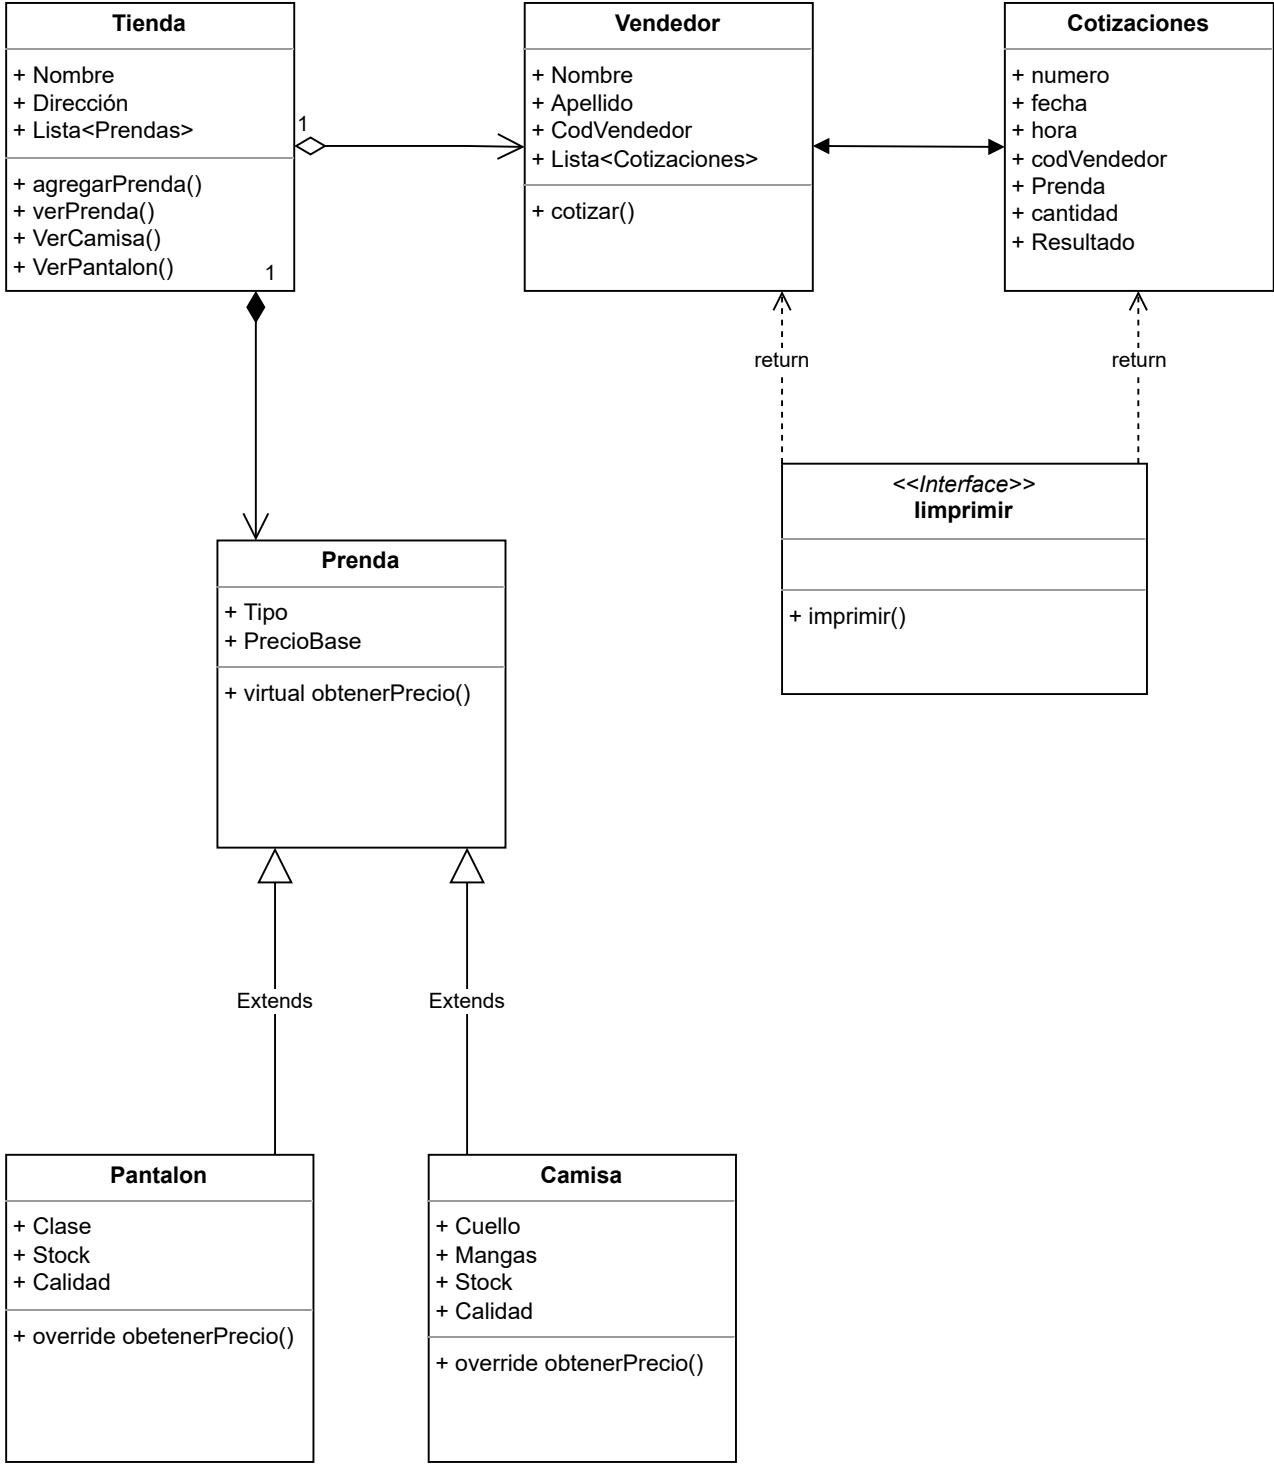 Tienda
+ Nombre
+ Dirección
+ Lista<Prendas>
+ agregarPrenda()
+ verPrenda()
+ VerCamisa()
+ VerPantalon()
1
1
Vendedor
+ Nombre
+ Apellido
+ CodVendedor
+ Lista<Cotizaciones>
+ cotizar()
Cotizaciones
+ numero
+ fecha
+ hora
+ codVendedor
+ Prenda
+ cantidad
+ Resultado
return
return
<<Interface>>
Iimprimir
+ imprimir()
Prenda
+ Tipo
+ PrecioBase
+ virtual obtenerPrecio()
Extends
Extends
Pantalon
+ Clase
+ Stock
+ Calidad
+ override obetenerPrecio()
Camisa
+ Cuello
+ Mangas
+ Stock
+ Calidad
+ override obtenerPrecio()